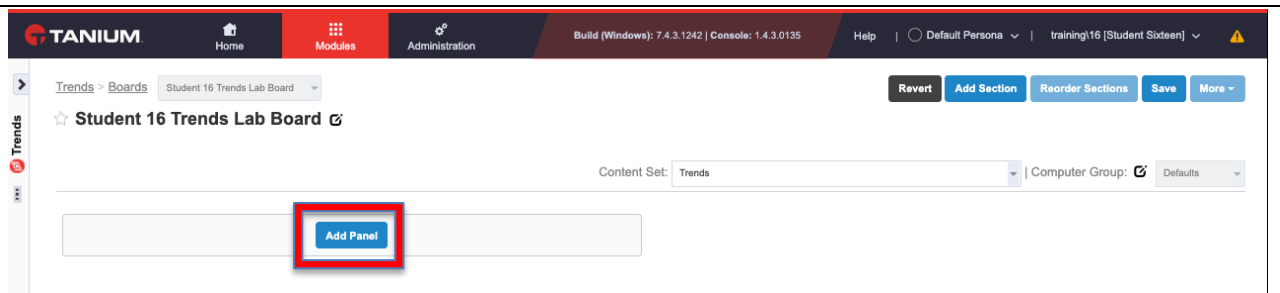 TANIUM
Home
Modules
Administration
Build (Windows): 7.4.3.1242 | Console: 1.4.3.0135
Help | Default Persona | training\16 [Student Sixteen]
Trends > Boards Student 16 Trends Lab Board
Revert Add Section Reorder Sections Save More
Student 16 Trends Lab Board
Trends
Content Set: Trends | Computer Group: Defaults
Add Panel